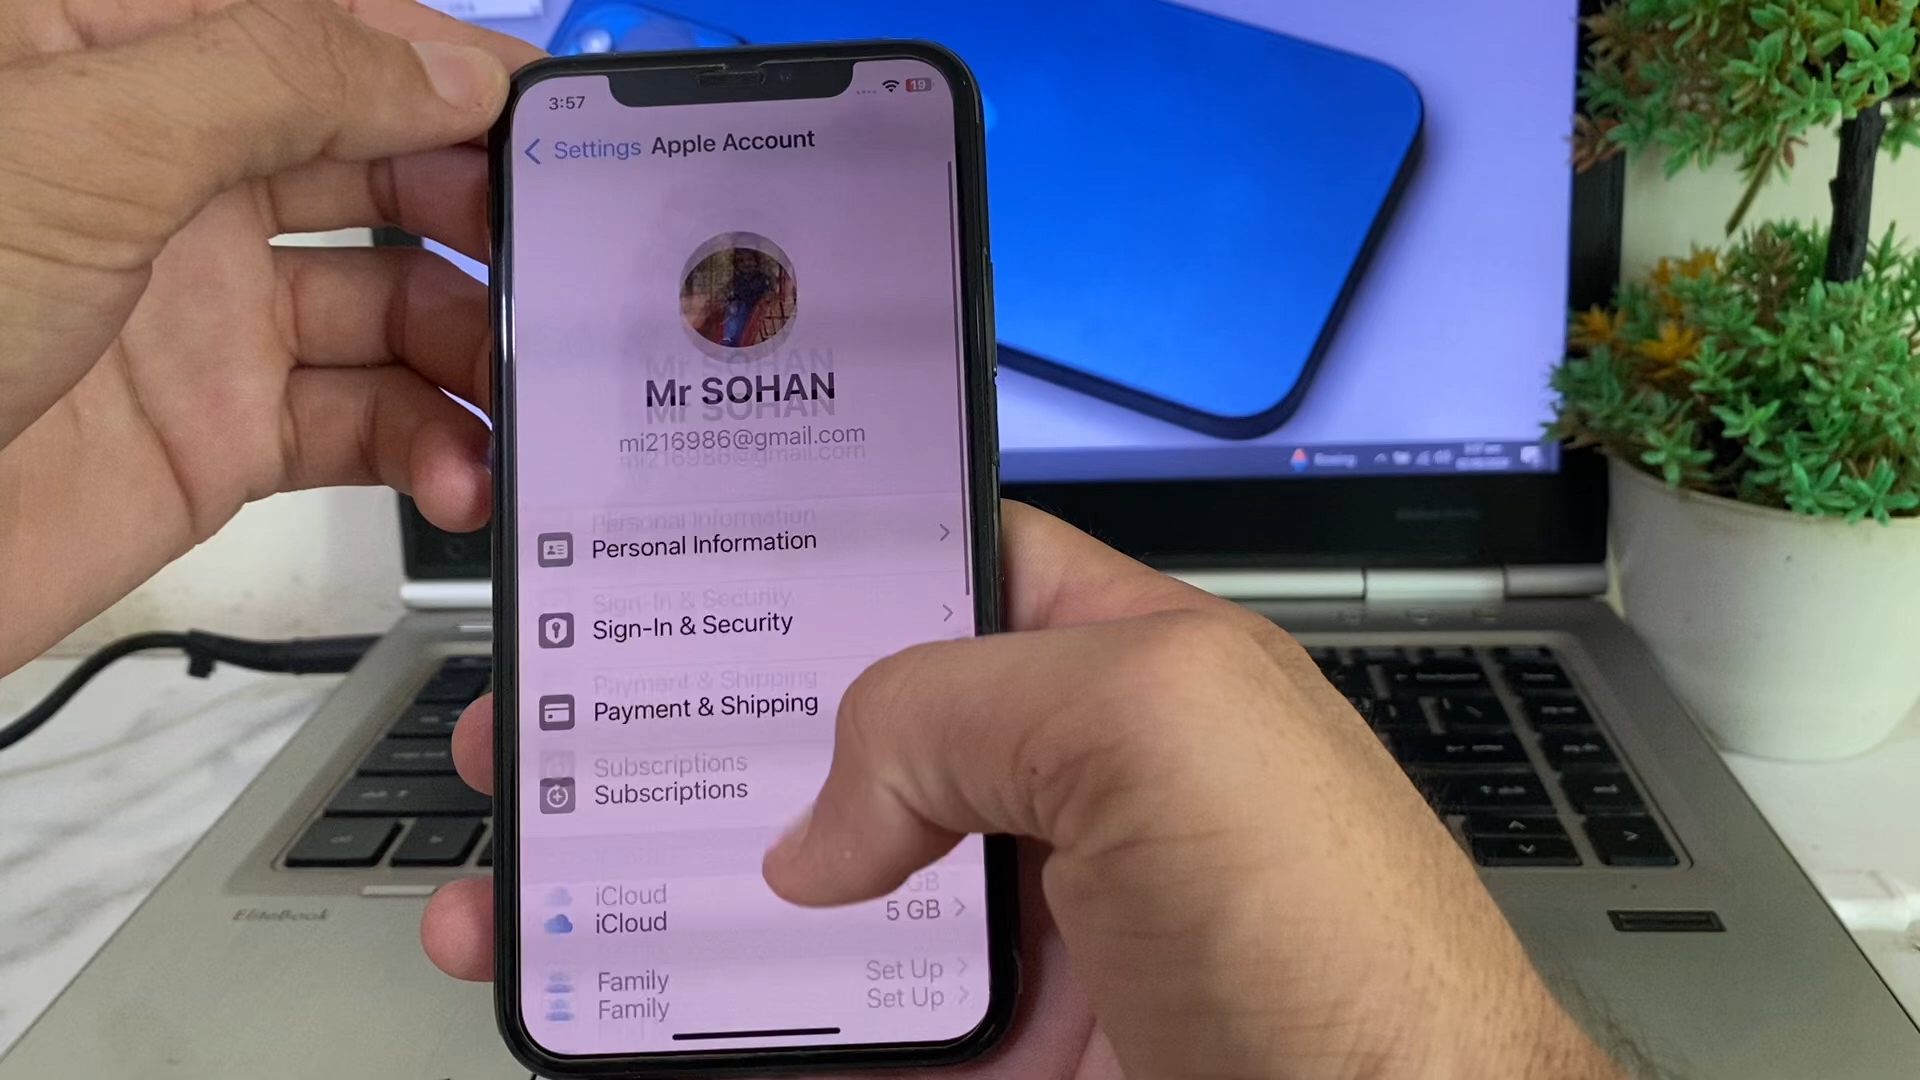 3:57
19
Settings Apple Account
Mr SOHAN
mi216986@gmail.com
Personal Information
Sign-In & Security
Payment & Shipping
Subscriptions
iCloud 5 GB
Family Set Up
EliteBook